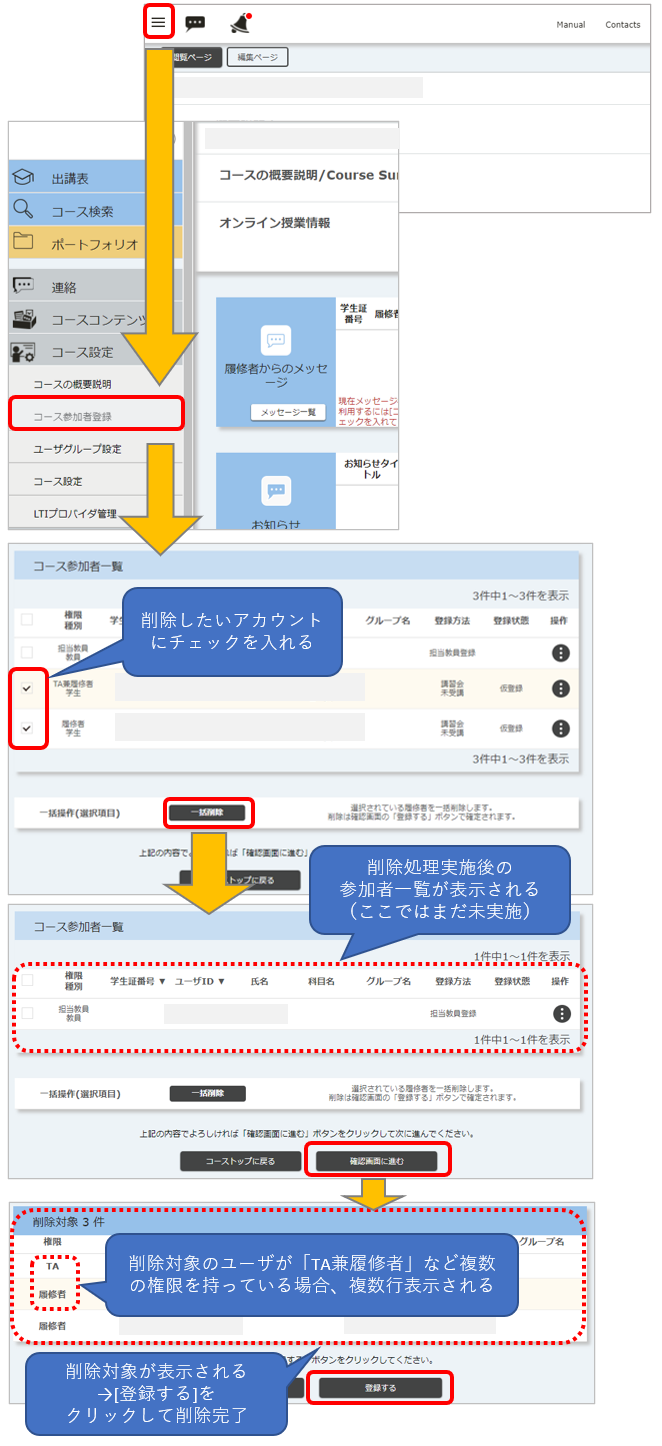 Manual Contacts
閲覧ページ 編集ページ
出講表
コース検索
ポートフォリオ
連絡
コースコンテンツ
コース設定
コースの概要説明
コース参加者登録
ユーザグループ設定
コース設定
LTIプロバイダ管理
コースの概要説明/Course Su
オンライン授業情報
学生証
番号 履修者
履修者からのメッセ
ージ
メッセージ一覧
現在メッセージ
利用するには[コ
ェックを入れて
お知らせタイ
トル
お知らせ
コース参加者一覧
3件中1～3件を表示
権限
種別 グループ名 登録方法 登録状態 操作
担当教員
教員 担当教員登録
TA兼履修者
学生 講習会
未受講 仮登録
履修者
学生 講習会
未受講 仮登録
3件中1～3件を表示
削除したいアカウント
にチェックを入れる
一括操作(選択項目) 一括削除 選択されている履修者を一括削除します。
削除は確認画面の「登録する」ボタンで確定されます。
上記の内容でよろしければ「確認画面に進む」
トップに戻る
削除処理実施後の
参加者一覧が表示される
（ここではまだ未実施）
コース参加者一覧
1件中1～1件を表示
権限
種別 学生証番号 ▼ ユーザID ▼ 氏名 科目名 グループ名 登録方法 登録状態 操作
担当教員
教員 担当教員登録
1件中1～1件を表示
一括操作(選択項目) 一括削除 選択されている履修者を一括削除します。
削除は確認画面の「登録する」ボタンで確定されます。
上記の内容でよろしければ「確認画面に進む」ボタンをクリックして次に進んでください。
コーストップに戻る 確認画面に進む
削除対象 3 件
権限 グループ名
TA
履修者
履修者
削除対象のユーザが「TA兼履修者」など複数
の権限を持っている場合、複数行表示される
する」ボタンをクリックしてください。
登録する
削除対象が表示される
→[登録する]を
クリックして削除完了